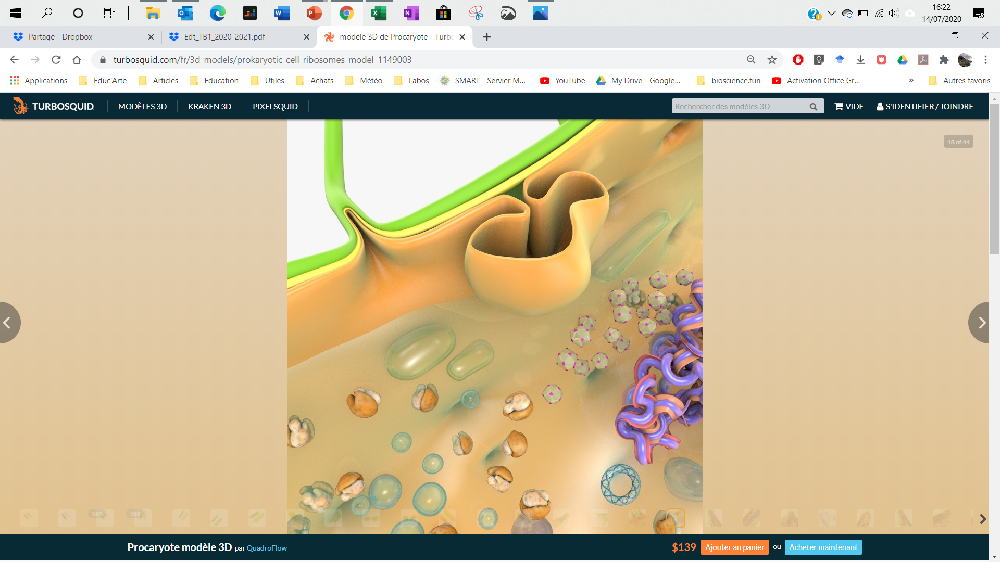 16:22
14/07/2020
Partagé - Dropbox
Edt_TB1_2020-2021.pdf
modèle 3D de Procaryote - Turbo
turbosquid.com/fr/3d-models/prokaryotic-cell-ribosomes-model-1149003
Applications Educ'Arte Articles Education Utiles Achats Météo Labos SMART - Servier M... YouTube My Drive - Google... bioscience.fun Activation Office Gr... » Autres favoris
TURBOSQUID MODÈLES 3D KRAKEN 3D PIXELSQUID Rechercher des modèles 3D VIDE S'IDENTIFIER / JOINDRE
18 of 44
360 360
Procaryote modèle 3D par QuadroFlow $139 Ajouter au panier ou Acheter maintenant